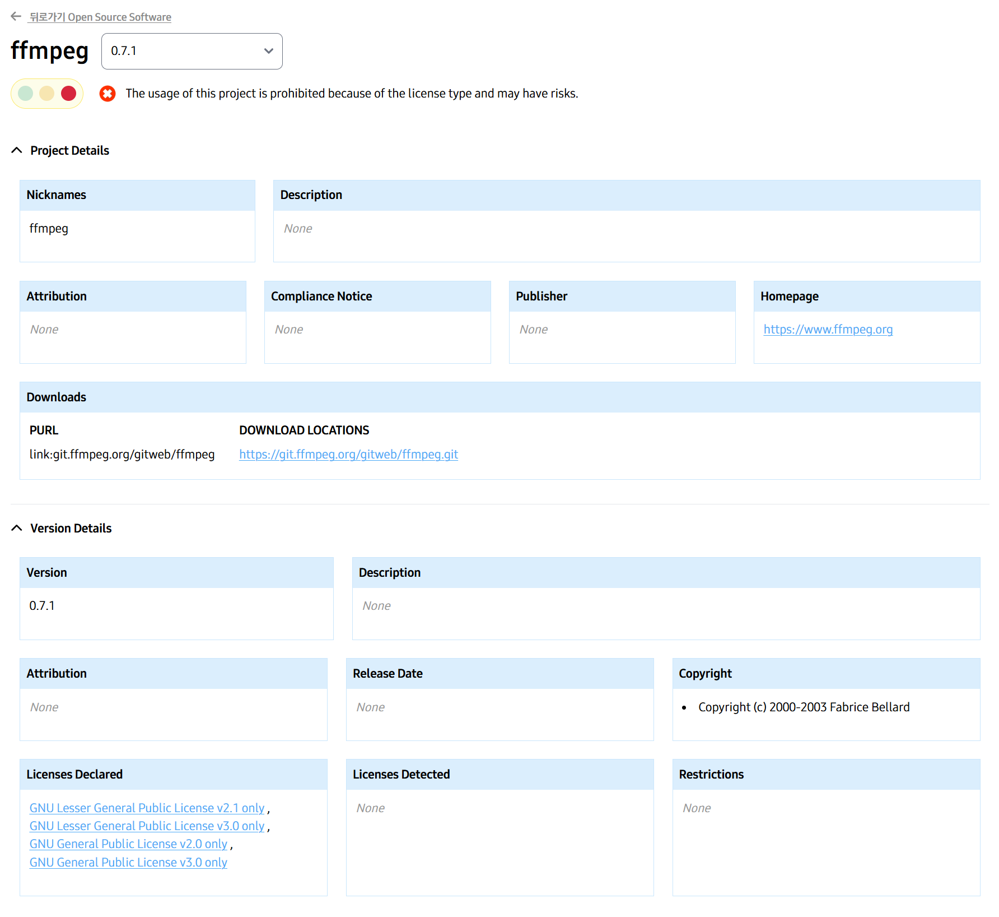 뒤로가기 Open Source Software
ffmpeg
0.7.1
The usage of this project is prohibited because of the license type and may have risks.
Project Details
Nicknames
Description
ffmpeg
None
Attribution
Compliance Notice
Publisher
Homepage
None
None
None
https://www.ffmpeg.org
Downloads
PURL
DOWNLOAD LOCATIONS
link:git.ffmpeg.org/gitweb/ffmpeg
https://git.ffmpeg.org/gitweb/ffmpeg.git
Version Details
Version
Description
0.7.1
None
Attribution
Release Date
Copyright
None
None
• Copyright (c) 2000-2003 Fabrice Bellard
Licenses Declared
Licenses Detected
Restrictions
GNU Lesser General Public License v2.1 only ,
GNU Lesser General Public License v3.0 only ,
GNU General Public License v2.0 only ,
GNU General Public License v3.0 only
None
None